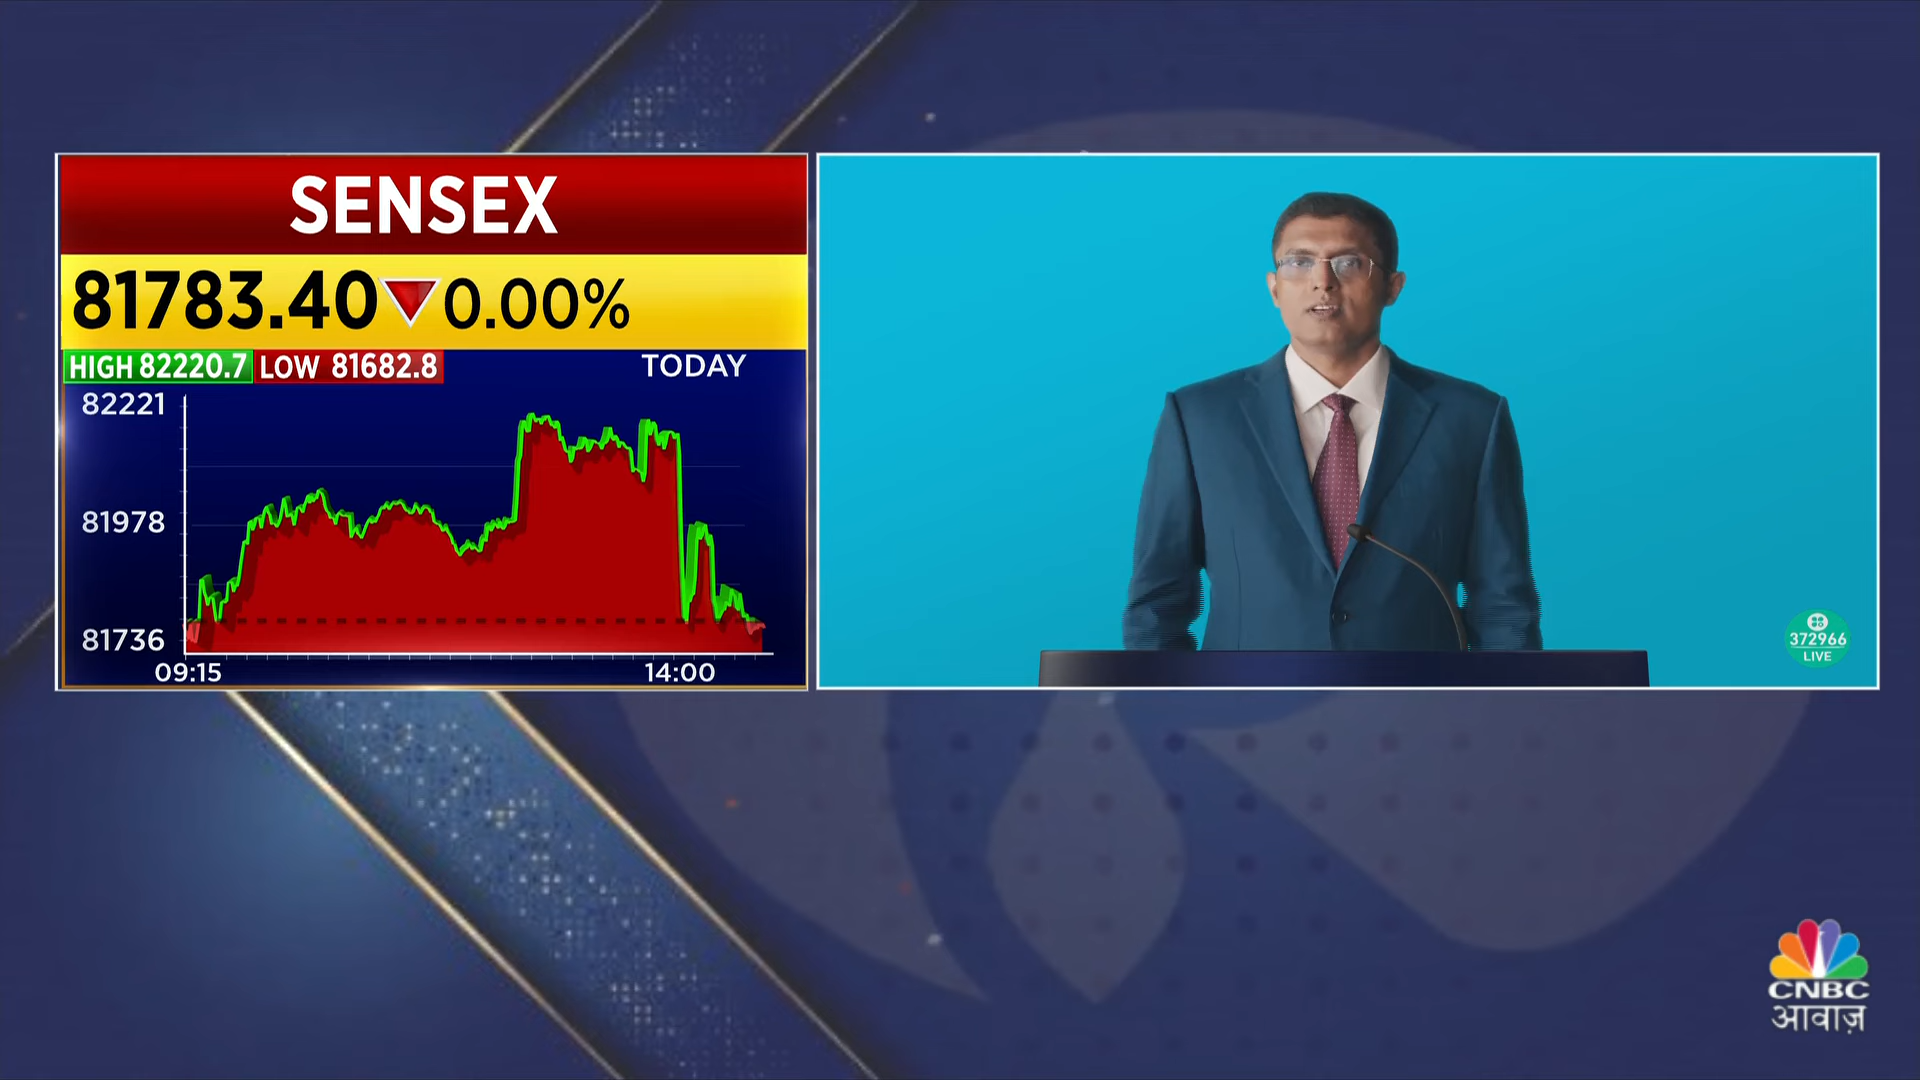 SENSEX
81783.40 0.00%
HIGH 82220.7 LOW 81682.8 TODAY
82221
81978
81736
09:15 14:00
372966
LIVE
CNBC
आवाज़